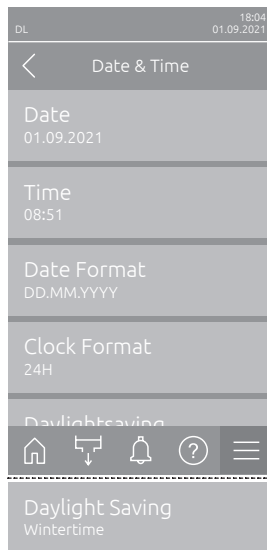 18:04
DL 01.09.2021
Date & Time
Date
01.09.2021
Time
08:51
Date Format
DD.MM.YYYY
Clock Format
24H
Daylightsaving
?
Daylight Saving
Wintertime